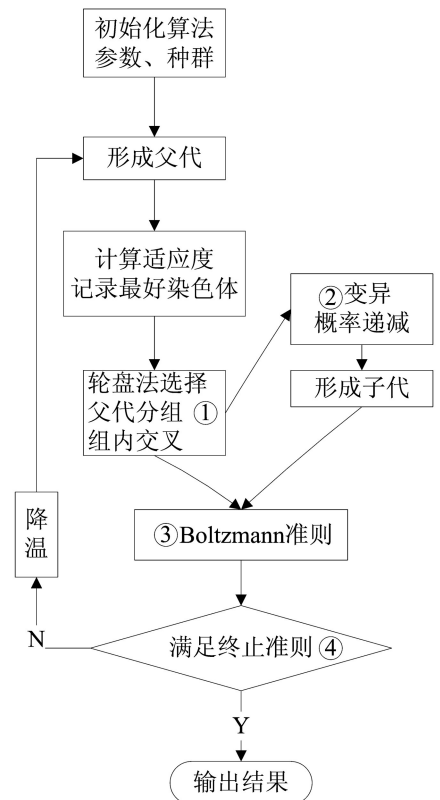 初始化算法
参数、种群
形成父代
计算适应度
记录最好染色体
轮盘法选择
父代分组①
组内交叉
②变异
概率递减
形成子代
③Boltzmann准则
降
温
满足终止准则④
N
Y
输出结果